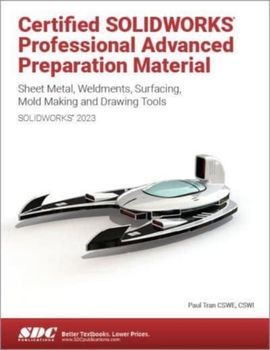 Certified SOLIDWORKS®
Professional Advanced
Preparation Material
Sheet Metal, Weldments, Surfacing,
Mold Making and Drawing Tools
SOLIDWORKS® 2023
Paul Tran CSWE, CSWI
SDC
PUBLICATIONS
Better Textbooks. Lower Prices.
www.SDCpublications.com